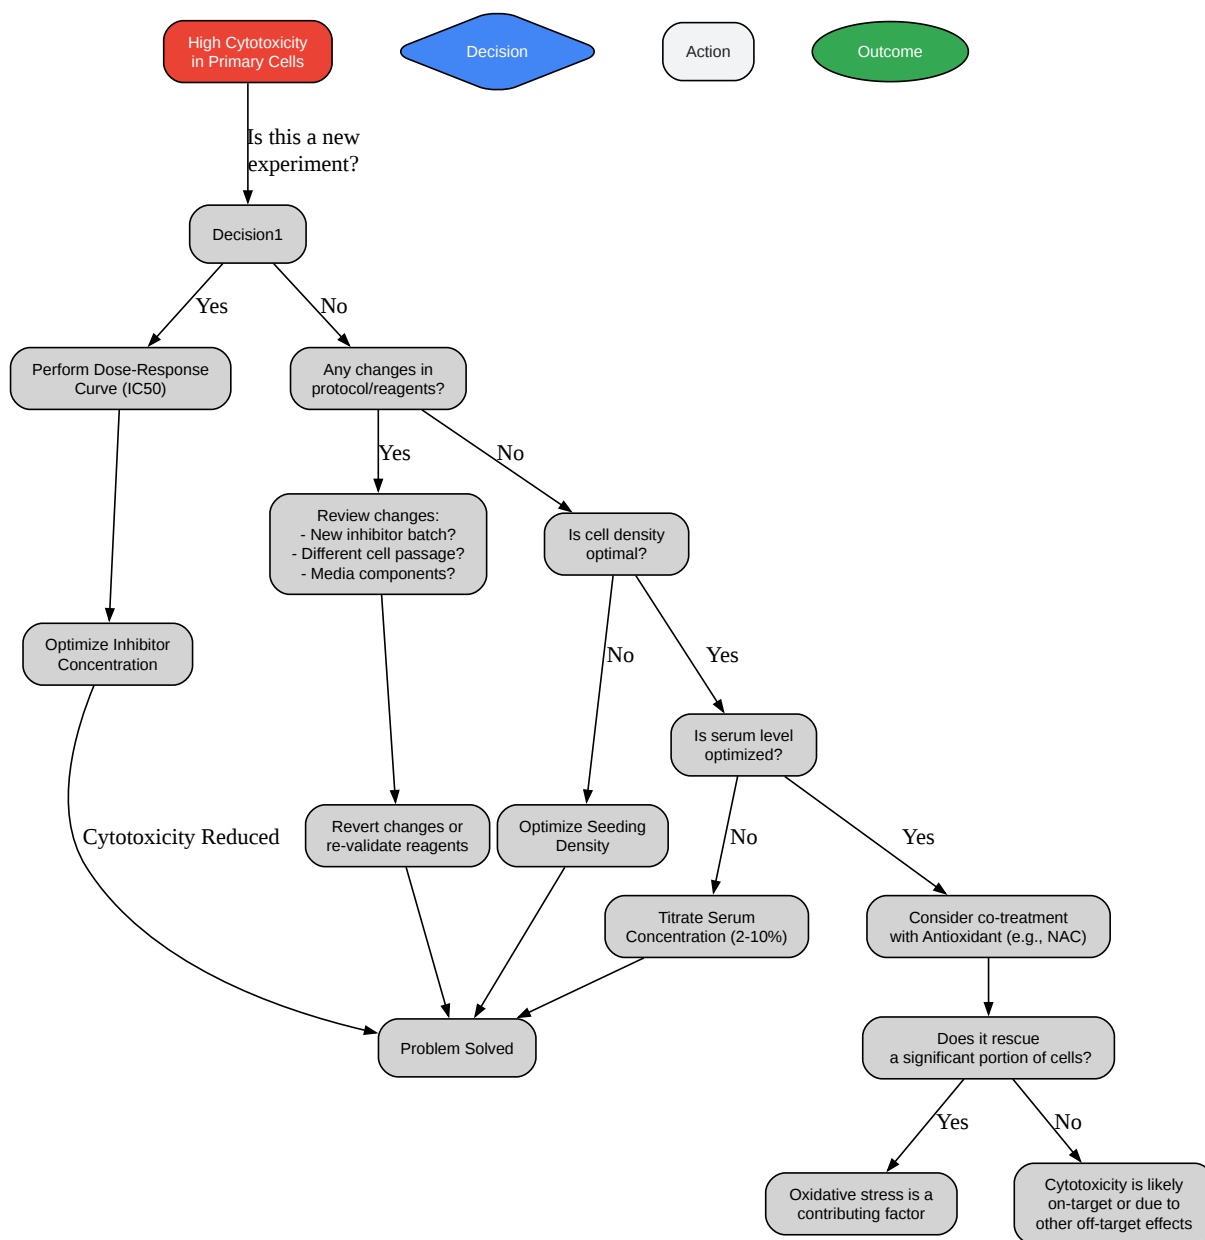 High Cytotoxicity
in Primary Cells
Decision
Action
Outcome
Is this a new
experiment?
Decision1
Yes
No
Perform Dose-Response
Curve (IC50)
Any changes in
protocol/reagents?
Yes
No
Review changes:
- New inhibitor batch?
- Different cell passage?
- Media components?
Is cell density
optimal?
Optimize Inhibitor
Concentration
No
Yes
Is serum level
optimized?
Cytotoxicity Reduced
Revert changes or
re-validate reagents
Optimize Seeding
Density
No
Yes
Titrate Serum
Concentration (2-10%)
Consider co-treatment
with Antioxidant (e.g., NAC)
Problem Solved
Does it rescue
a significant portion of cells?
Yes
No
Oxidative stress is a
contributing factor
Cytotoxicity is likely
on-target or due to
other off-target effects